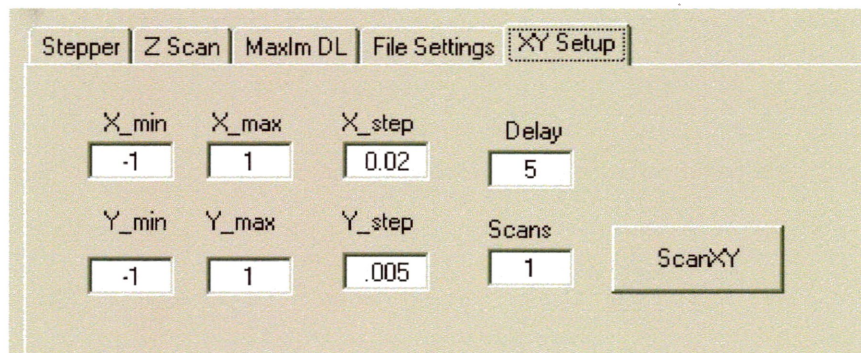 Stepper Z Scan MaxIm DL File Settings XY Setup
X_min X_max X_step Delay
-1 1 0.02 5
Y_min Y_max Y_step Scans
-1 1 .005 1 ScanXY